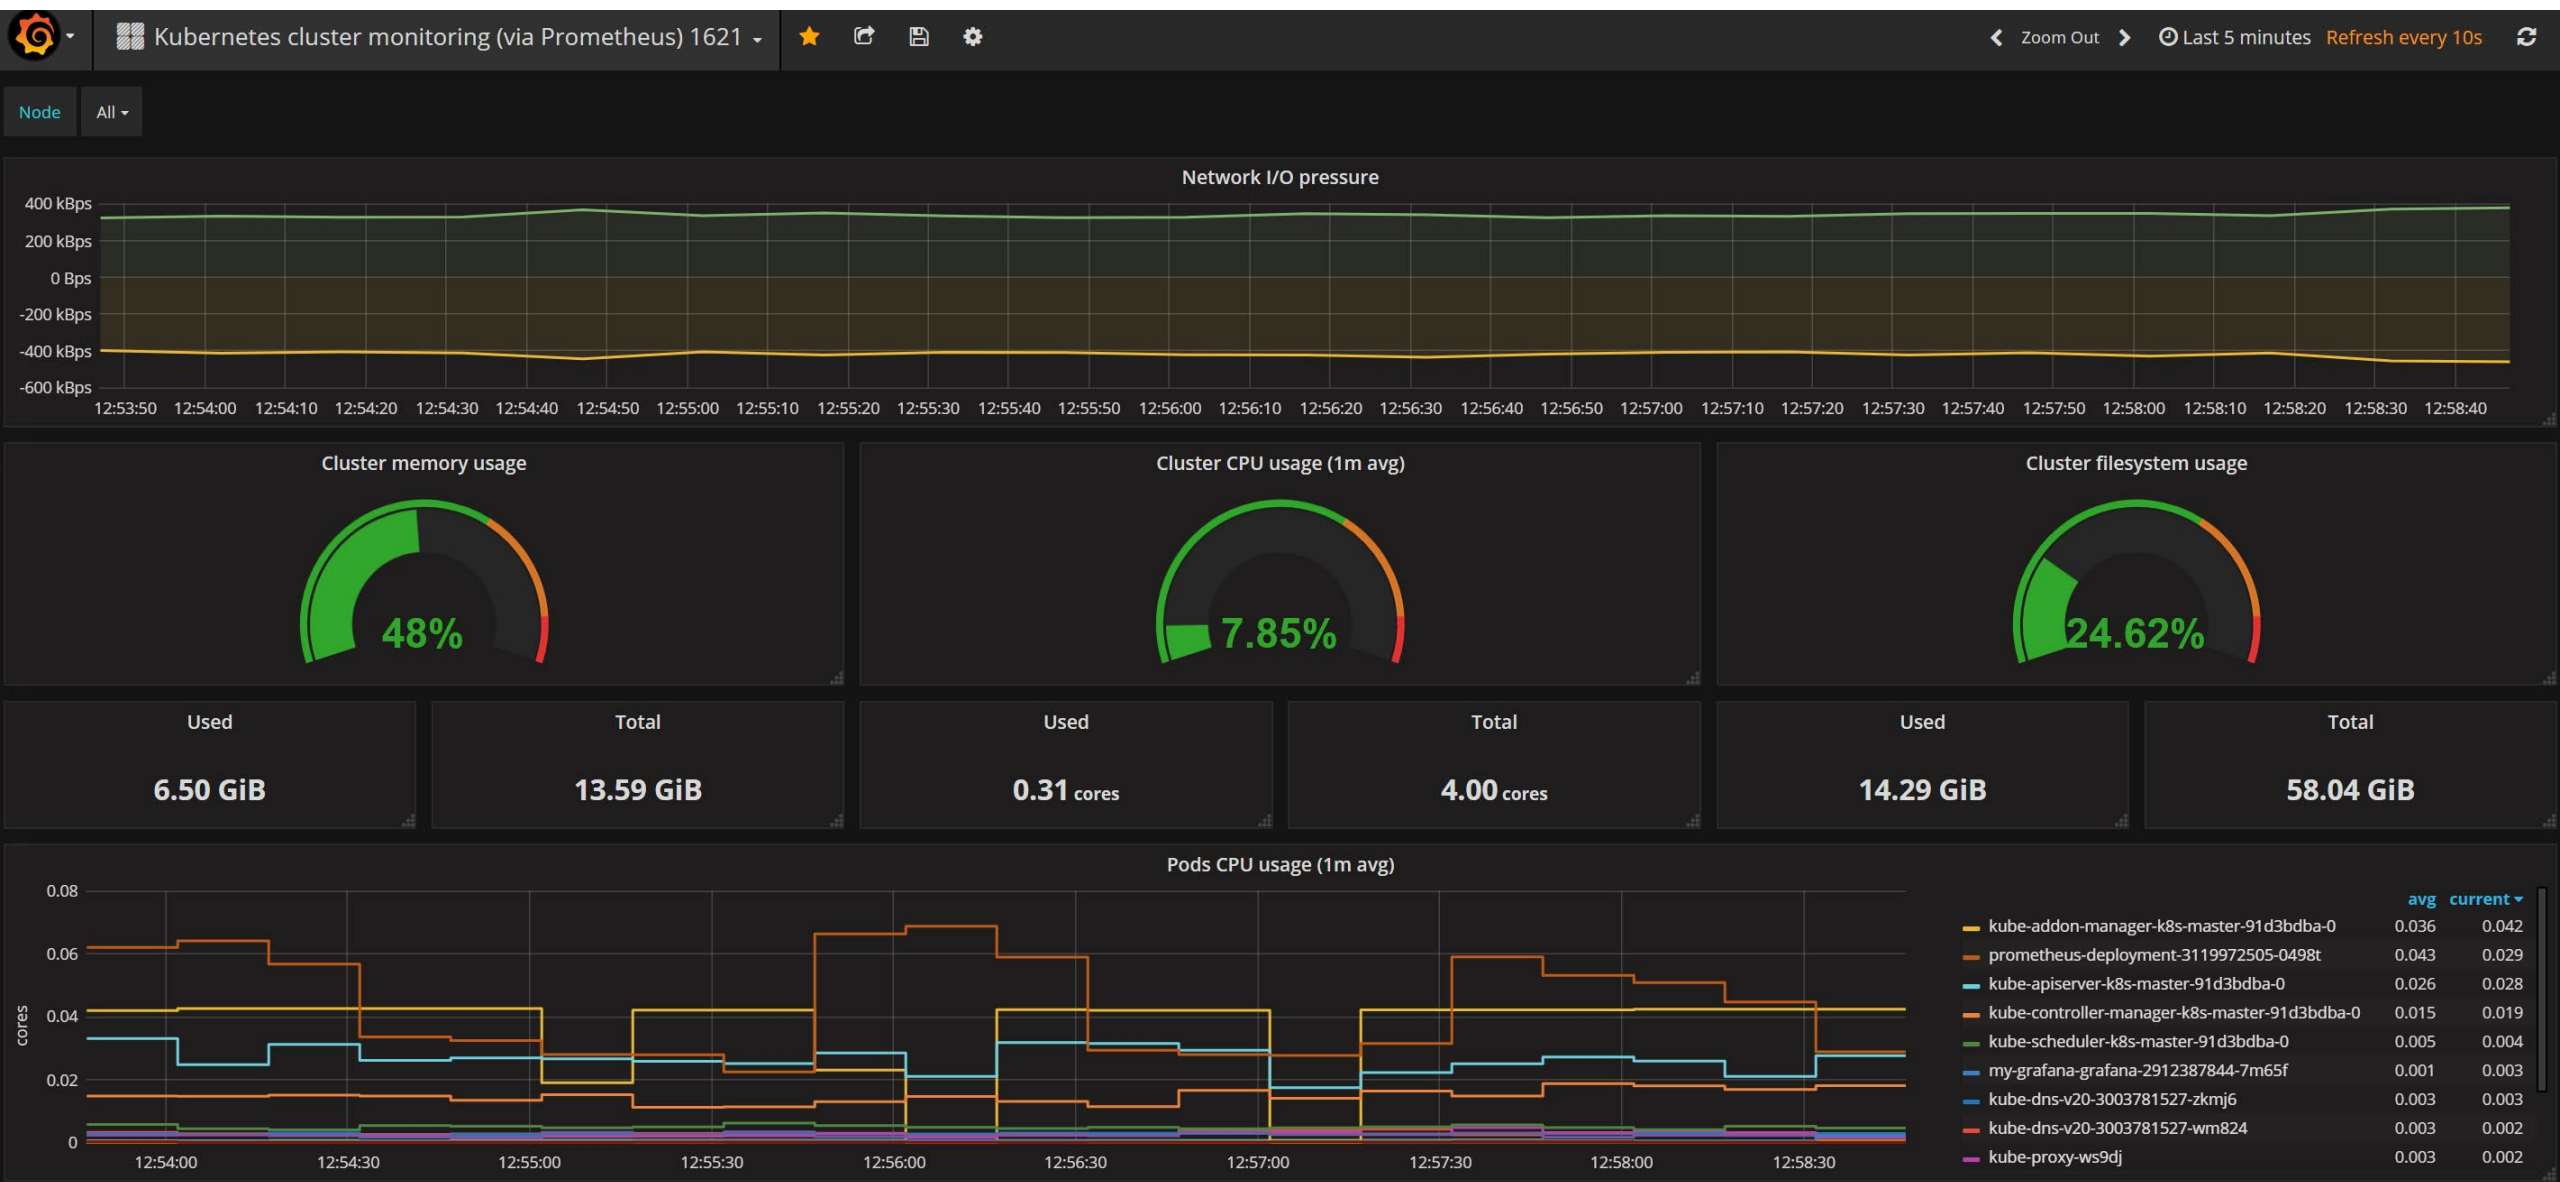 Kubernetes cluster monitoring (via Prometheus) 1621
Zoom Out Last 5 minutes Refresh every 10s
Node All
Network I/O pressure
400 kBps
200 kBps
0 Bps
-200 kBps
-400 kBps
-600 kBps
12:53:50 12:54:00 12:54:10 12:54:20 12:54:30 12:54:40 12:54:50 12:55:00 12:55:10 12:55:20 12:55:30 12:55:40 12:55:50 12:56:00 12:56:10 12:56:20 12:56:30 12:56:40 12:56:50 12:57:00 12:57:10 12:57:20 12:57:30 12:57:40 12:57:50 12:58:00 12:58:10 12:58:20 12:58:30 12:58:40
Cluster memory usage
48%
Cluster CPU usage (1m avg)
7.85%
Cluster filesystem usage
24.62%
Used
6.50 GiB
Total
13.59 GiB
Used
0.31 cores
Total
4.00 cores
Used
14.29 GiB
Total
58.04 GiB
Pods CPU usage (1m avg)
cores
0.08
0.06
0.04
0.02
0
12:54:00 12:54:30 12:55:00 12:55:30 12:56:00 12:56:30 12:57:00 12:57:30 12:58:00 12:58:30
avg current
kube-addon-manager-k8s-master-91d3bdba-0 0.036 0.042
prometheus-deployment-3119972505-0498t 0.043 0.029
kube-apiserver-k8s-master-91d3bdba-0 0.026 0.028
kube-controller-manager-k8s-master-91d3bdba-0 0.015 0.019
kube-scheduler-k8s-master-91d3bdba-0 0.005 0.004
my-grafana-grafana-2912387844-7m65f 0.001 0.003
kube-dns-v20-3003781527-zkmj6 0.003 0.003
kube-dns-v20-3003781527-wm824 0.003 0.002
kube-proxy-ws9dj 0.003 0.002